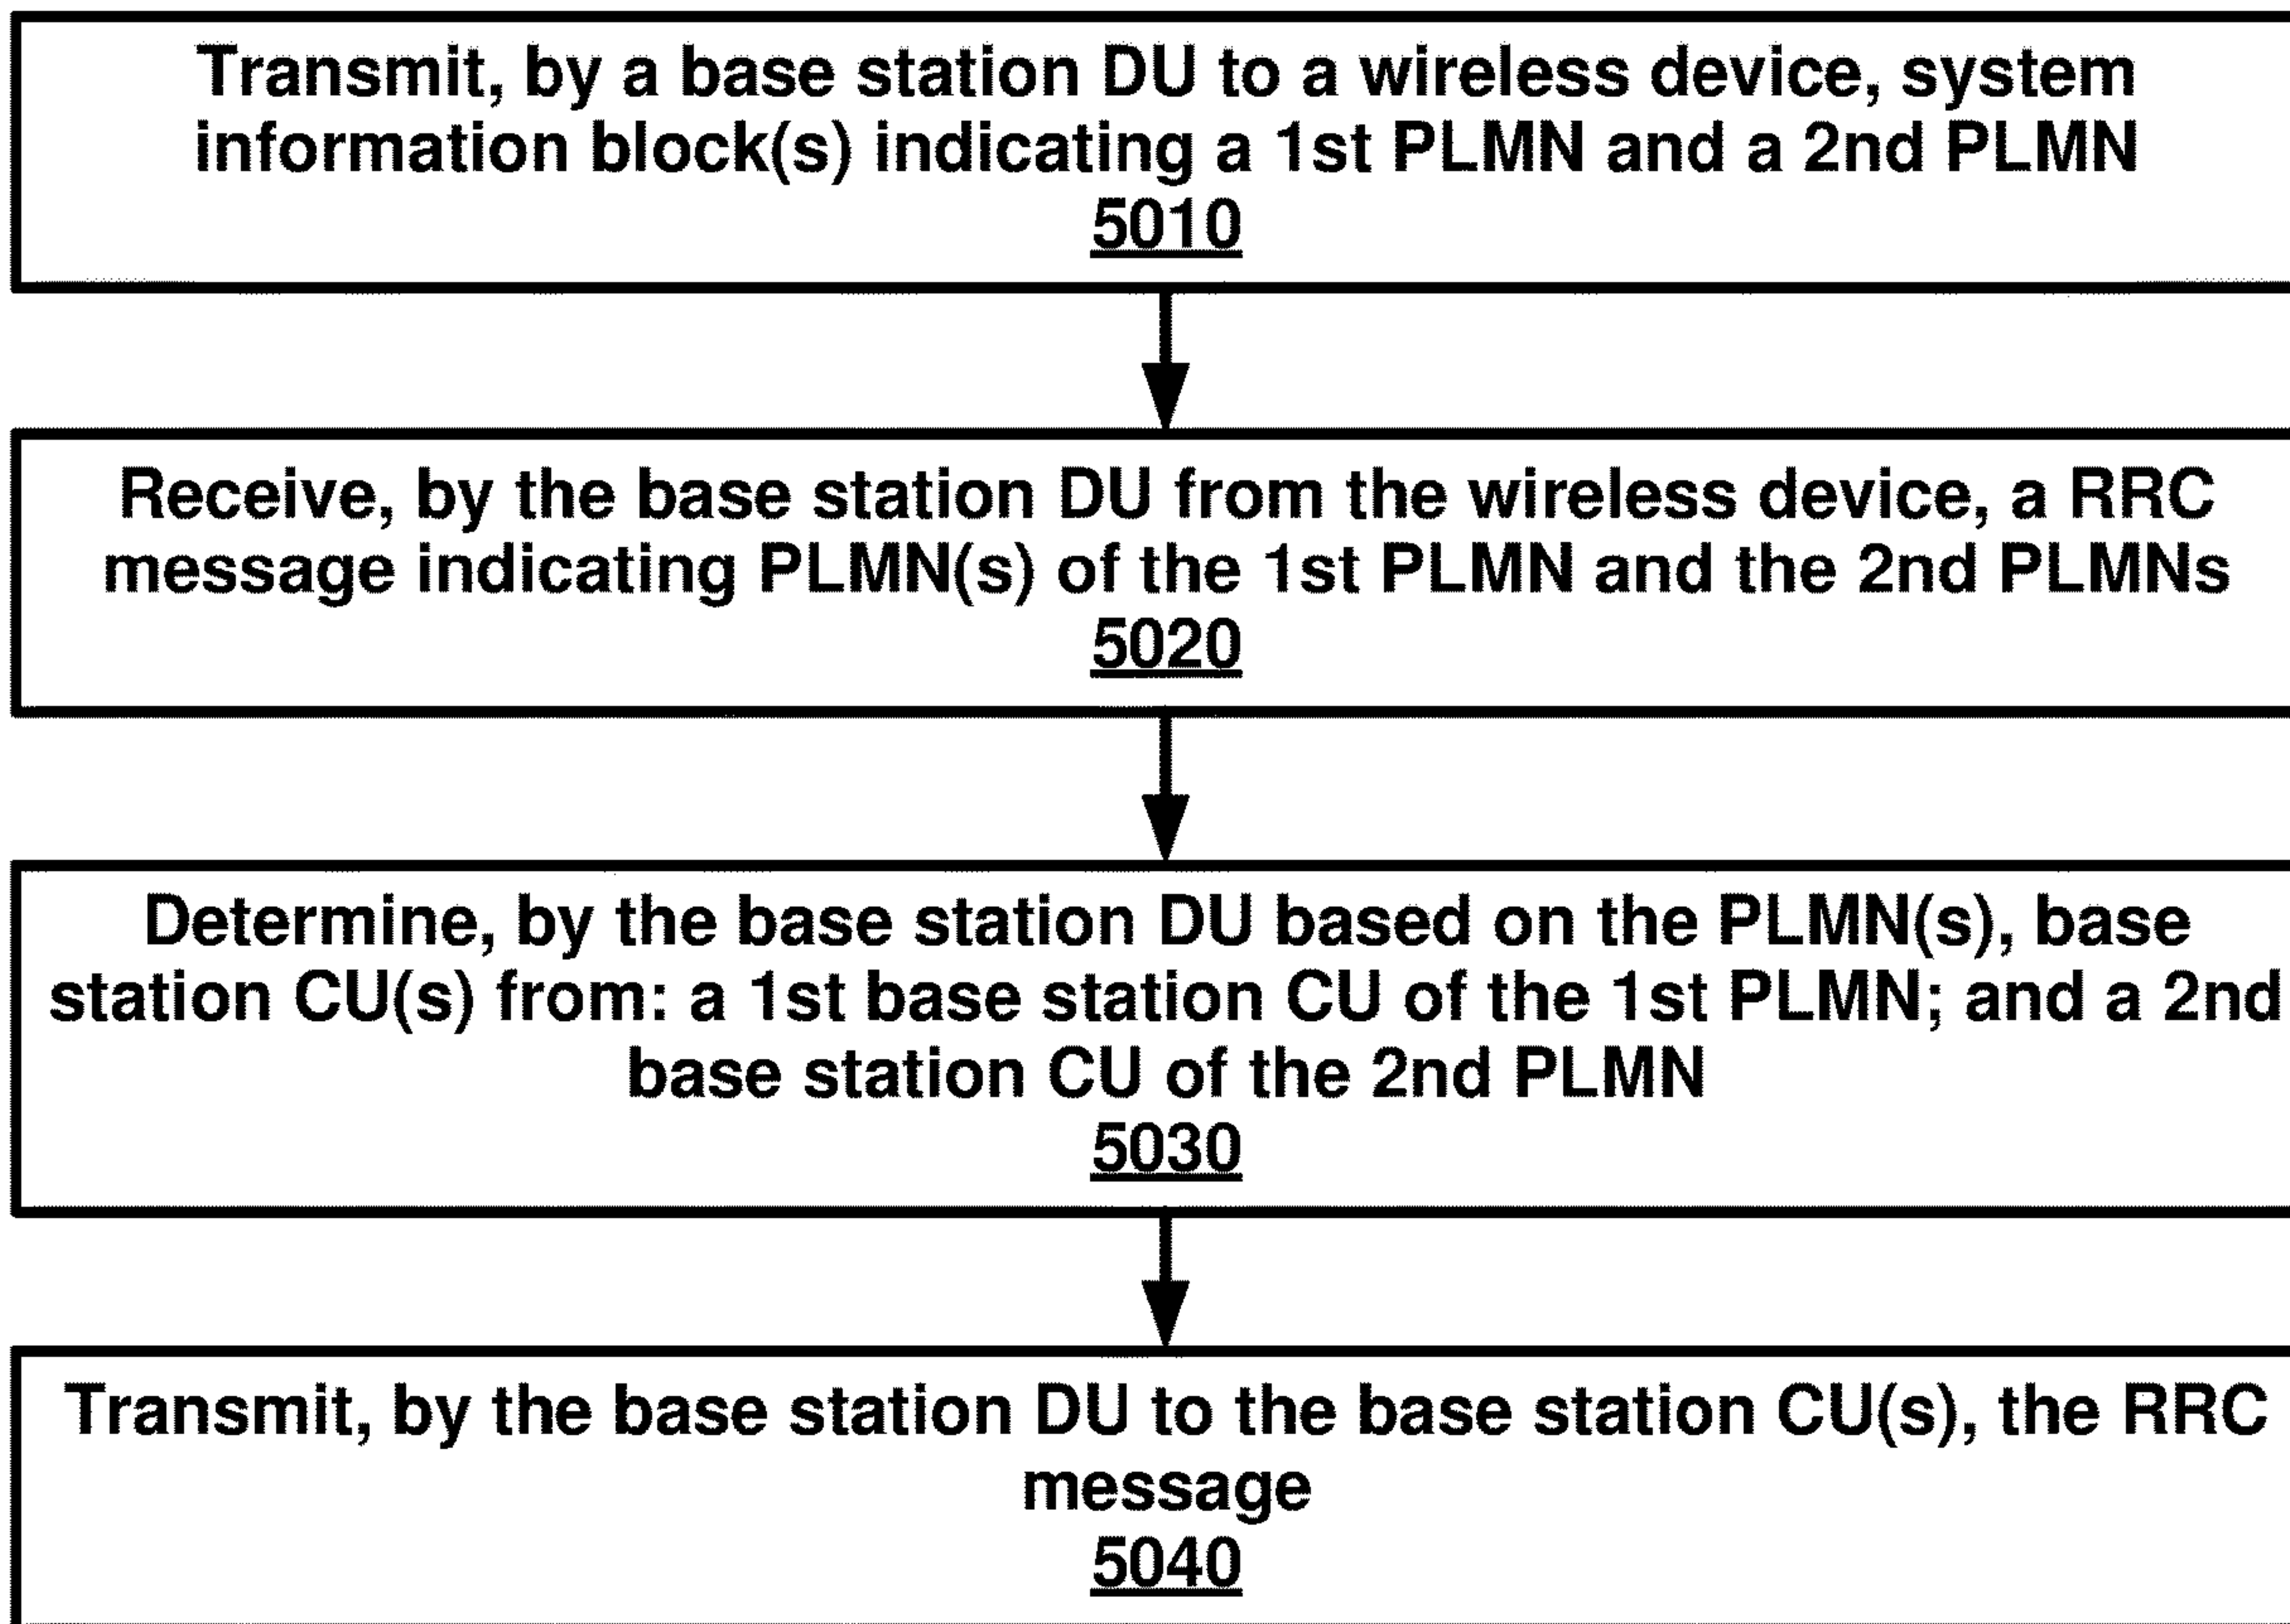 Transmit, by a base station DU to a wireless device, system
information block(s) indicating a 1st PLMN and a 2nd PLMN
5010
Receive, by the base station DU from the wireless device, a RRC
message indicating PLMN(s) of the 1st PLMN and the 2nd PLMNs
5020
Determine, by the base station DU based on the PLMN(s), base
station CU(s) from: a 1st base station CU of the 1st PLMN; and a 2nd
base station CU of the 2nd PLMN
5030
Transmit, by the base station DU to the base station CU(s), the RRC
message
5040